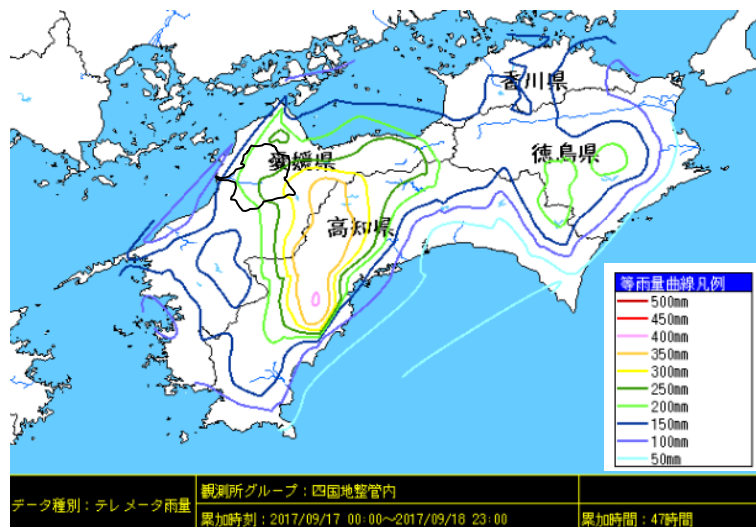 香川県
愛媛県
徳島県
高知県
等雨量曲線凡例
500mm
450mm
400mm
350mm
300mm
250mm
200mm
150mm
100mm
50mm
データ種別：テレメータ雨量
観測所グループ：四国地整管内
累加時刻：2017/09/17 00:00～2017/09/18 23:00
累加時間：47時間